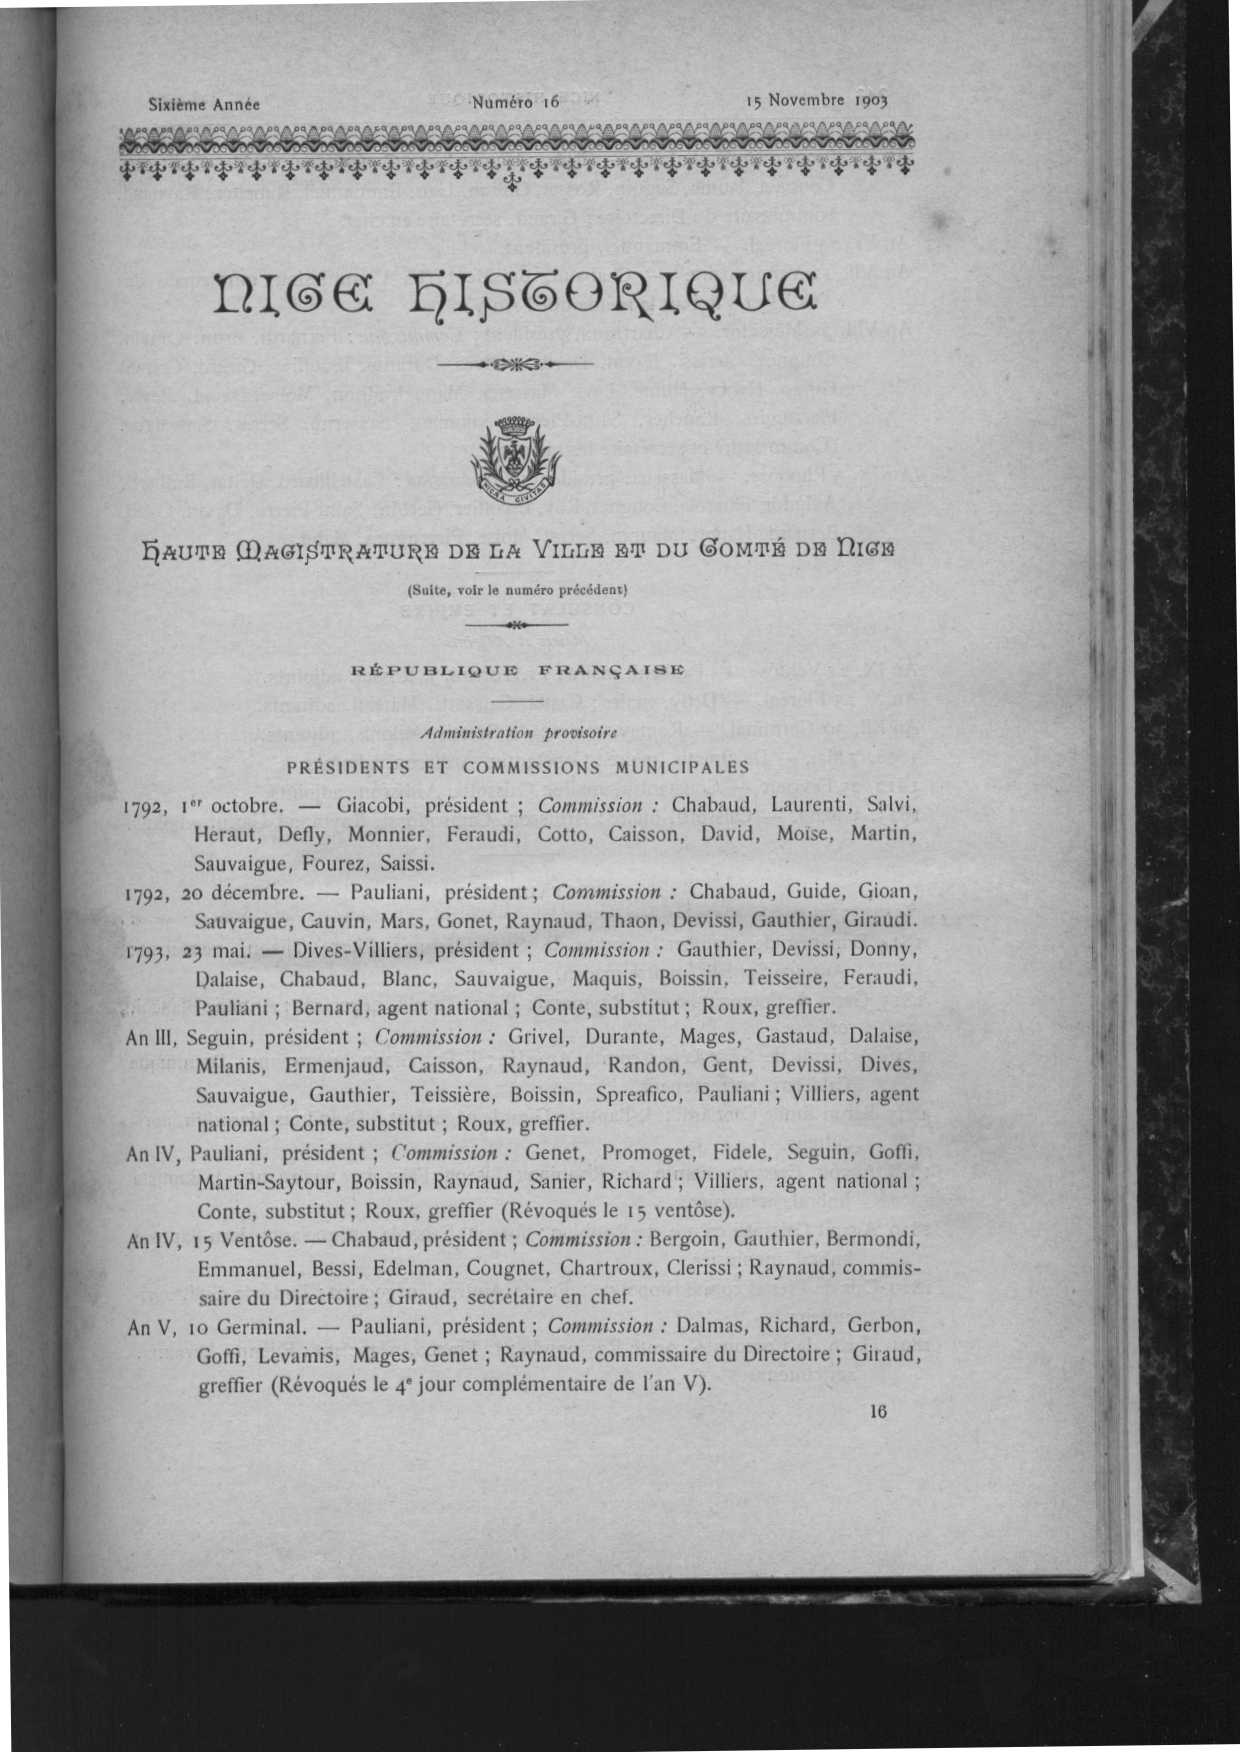 Sixième Année Numéro 16 15 Novembre 1903
NICE HISTORIQUE
NICÆA CIVITAS
HAUTE MAGISTRATURE DE LA VILLE ET DU COMTÉ DE NICE
(Suite, voir le numéro précédent)
RÉPUBLIQUE FRANÇAISE
Administration provisoire
PRÉSIDENTS ET COMMISSIONS MUNICIPALES
1792, 1er octobre. — Giacobi, président ; Commission : Chabaud, Laurenti, Salvi,
Heraut, Defly, Monnier, Feraudi, Cotto, Caisson, David, Moïse, Martin,
Sauvaigue, Fourez, Saissi.
1792, 20 décembre. — Pauliani, président ; Commission : Chabaud, Guide, Gioan,
Sauvaigue, Cauvin, Mars, Gonet, Raynaud, Thaon, Devissi, Gauthier, Giraudi.
1793, 23 mai. — Dives-Villiers, président ; Commission : Gauthier, Devissi, Donny,
Dalaise, Chabaud, Blanc, Sauvaigue, Maquis, Boissin, Teisseire, Feraudi,
Pauliani ; Bernard, agent national ; Conte, substitut ; Roux, greffier.
An III, Seguin, président ; Commission : Grivel, Durante, Mages, Gastaud, Dalaise,
Milanis, Ermenjaud, Caisson, Raynaud, Randon, Gent, Devissi, Dives,
Sauvaigue, Gauthier, Teissière, Boissin, Spreafico, Pauliani ; Villiers, agent
national ; Conte, substitut ; Roux, greffier.
An IV, Pauliani, président ; Commission : Genet, Promoget, Fidele, Seguin, Goffi,
Martin-Saytour, Boissin, Raynaud, Sanier, Richard ; Villiers, agent national ;
Conte, substitut ; Roux, greffier (Révoqués le 15 ventôse).
An IV, 15 Ventôse. — Chabaud, président ; Commission : Bergoin, Gauthier, Bermondi,
Emmanuel, Bessi, Edelman, Cougnet, Chartroux, Clerissi ; Raynaud, commis-
saire du Directoire ; Giraud, secrétaire en chef.
An V, 10 Germinal. — Pauliani, président ; Commission : Dalmas, Richard, Gerbon,
Goffi, Levamis, Mages, Genet ; Raynaud, commissaire du Directoire ; Giraud,
greffier (Révoqués le 4e jour complémentaire de l'an V).
16